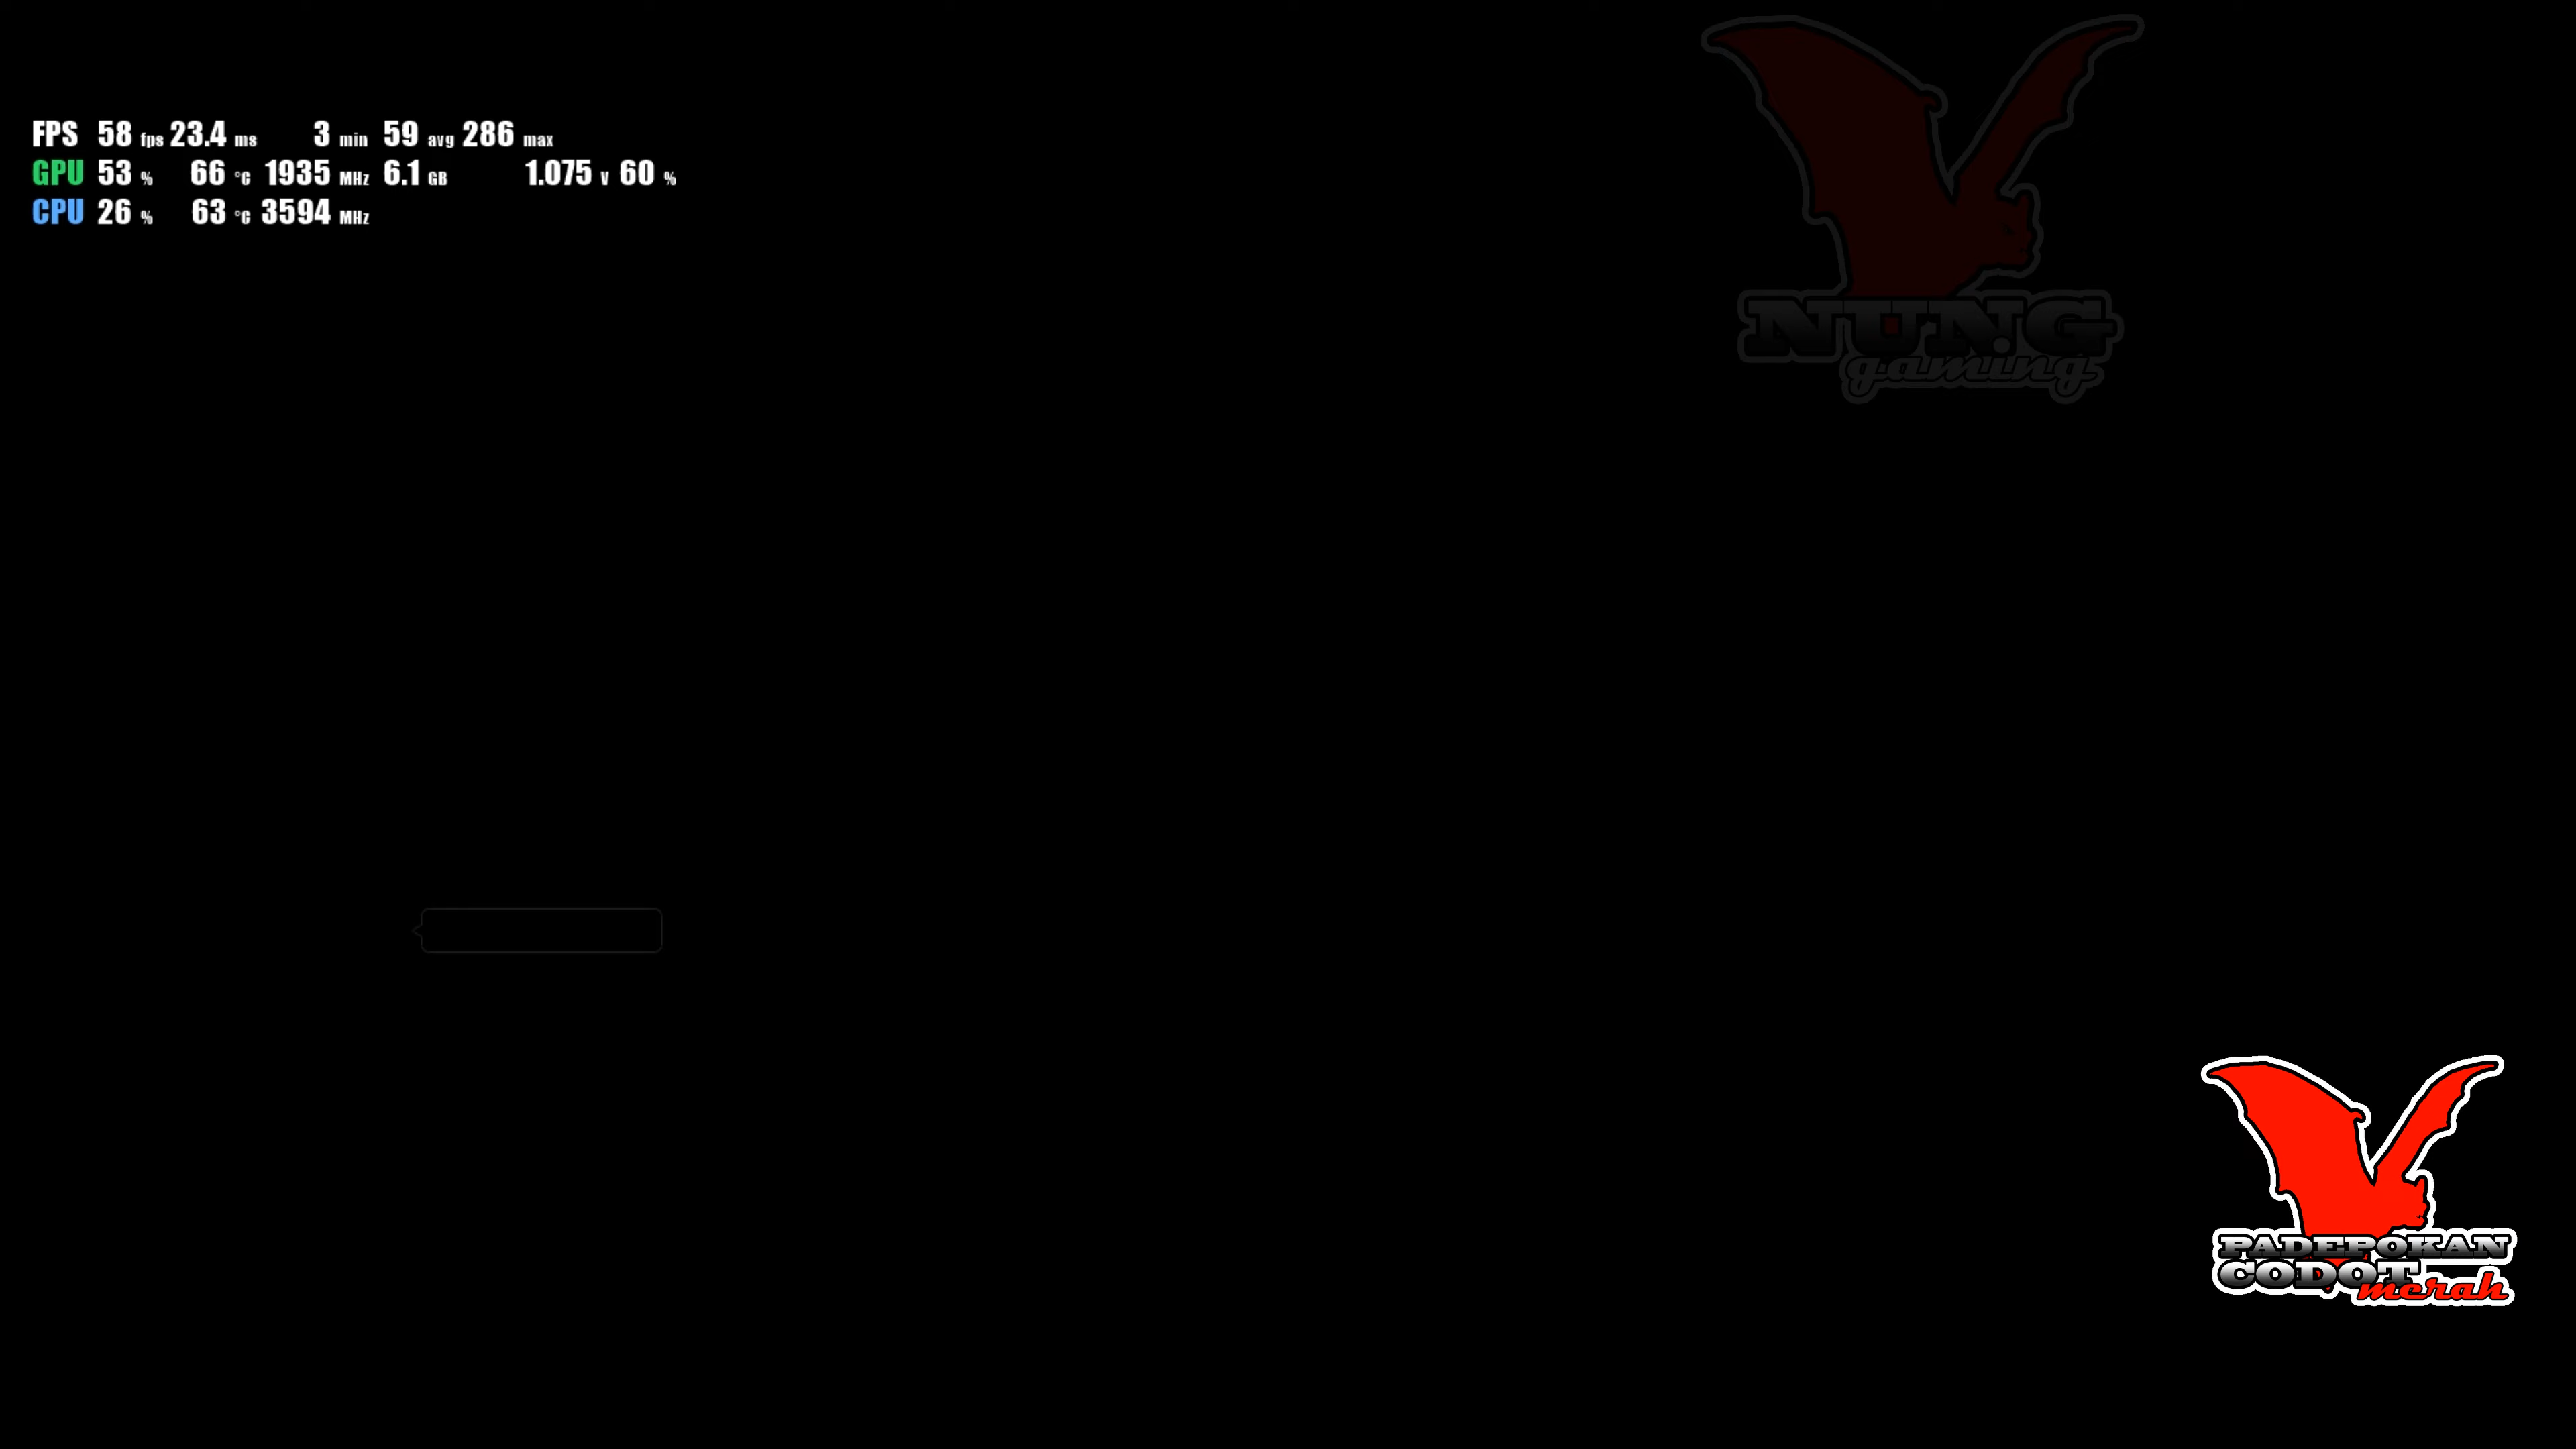 FPS 58 fps 23.4 ms 3 min 59 avg 286 max
GPU 53 % 66 °C 1935 MHz 6.1 GB 1.075 V 60 %
CPU 26 % 63 °C 3594 MHz
NUNG
gaming
PADEPOKAN
CODOT
merah